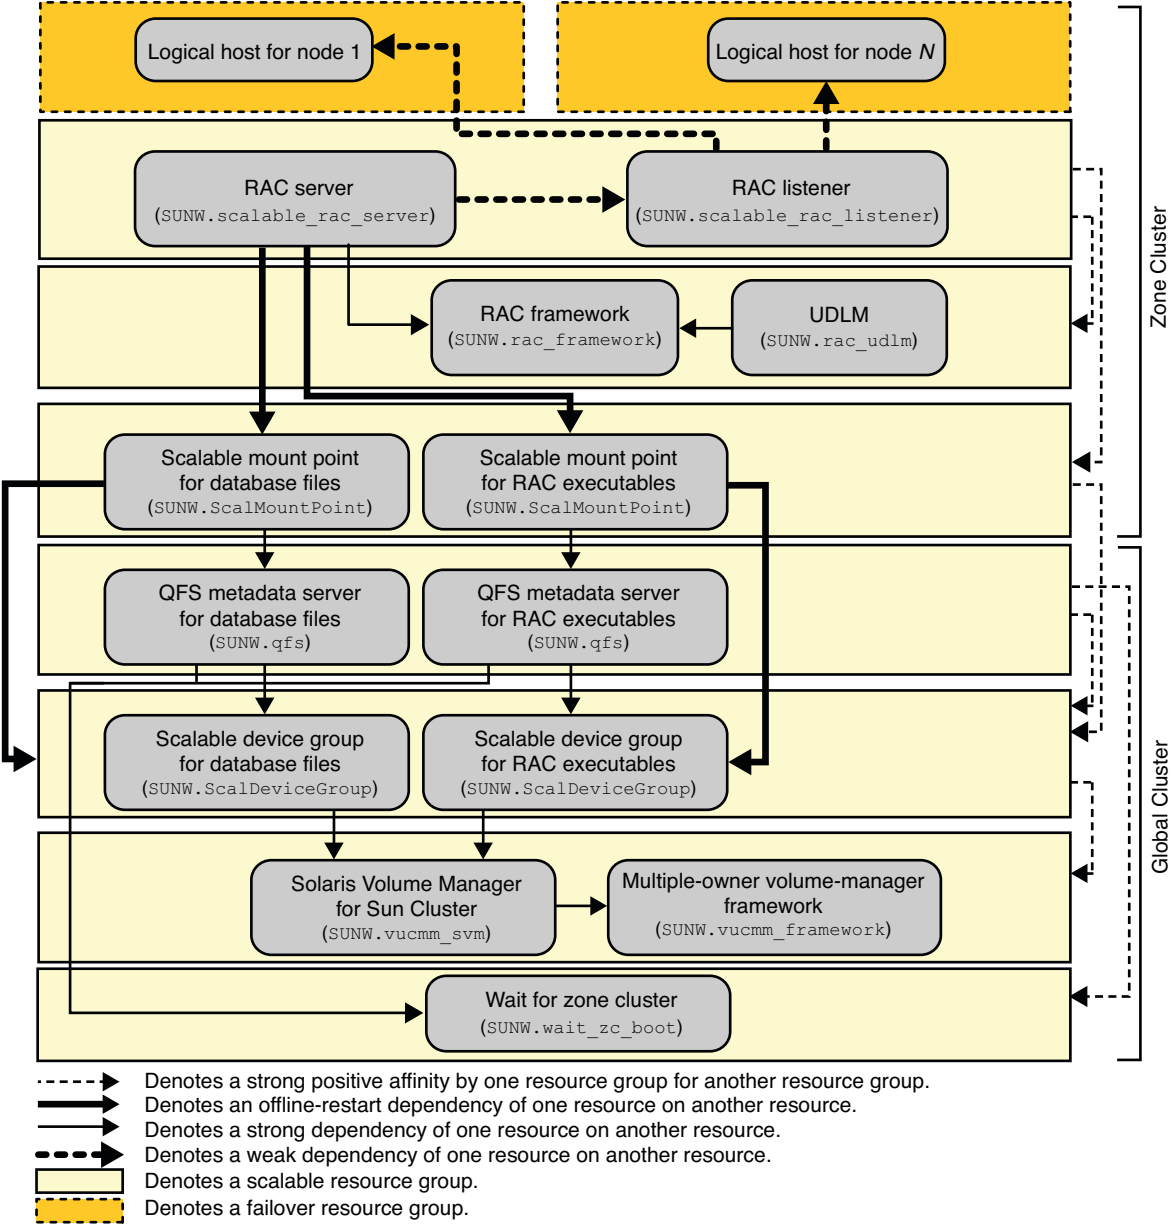 Logical host for node 1
Logical host for node N
RAC server
(SUNW.scalable_rac_server)
RAC listener
(SUNW.scalable_rac_listener)
Zone Cluster
RAC framework
(SUNW.rac_framework)
UDLM
(SUNW.rac_udlm)
Scalable mount point
for database files
(SUNW.ScalMountPoint)
Scalable mount point
for RAC executables
(SUNW.ScalMountPoint)
QFS metadata server
for database files
(SUNW.qfs)
QFS metadata server
for RAC executables
(SUNW.qfs)
Scalable device group
for database files
(SUNW.ScalDeviceGroup)
Scalable device group
for RAC executables
(SUNW.ScalDeviceGroup)
Global Cluster
Solaris Volume Manager
for Sun Cluster
(SUNW.vucmm_svm)
Multiple-owner volume-manager
framework
(SUNW.vucmm_framework)
Wait for zone cluster
(SUNW.wait_zc_boot)
Denotes a strong positive affinity by one resource group for another resource group.
Denotes an offline-restart dependency of one resource on another resource.
Denotes a strong dependency of one resource on another resource.
Denotes a weak dependency of one resource on another resource.
Denotes a scalable resource group.
Denotes a failover resource group.